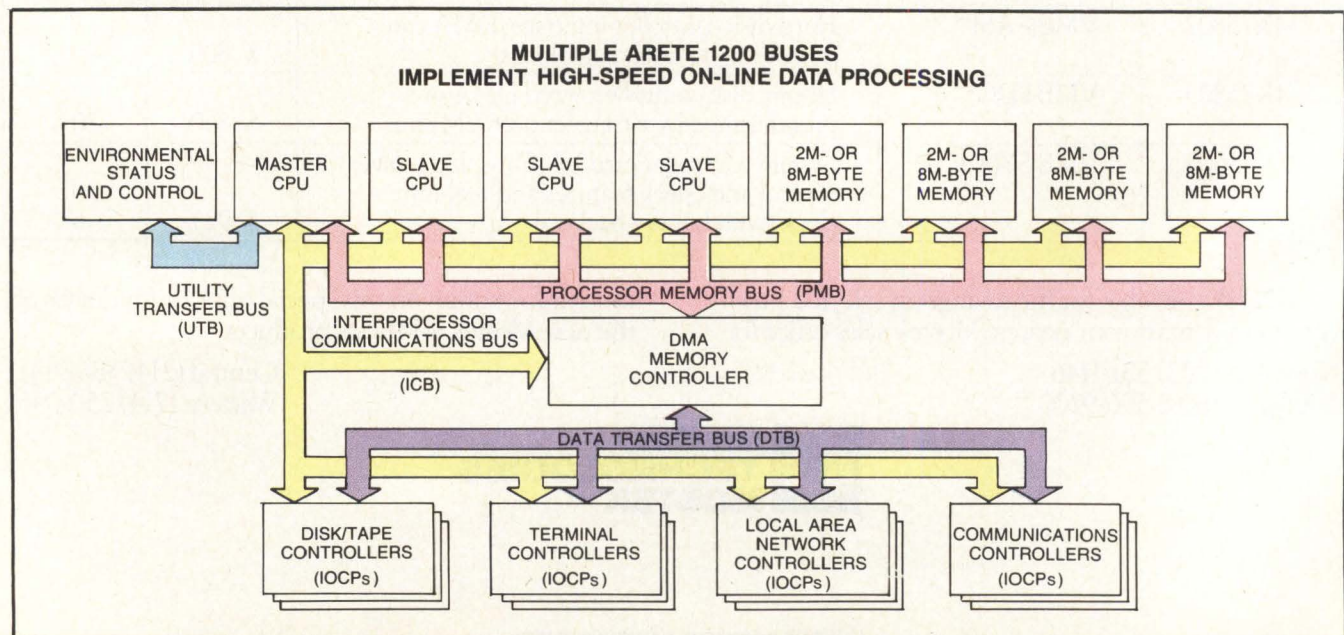 MULTIPLE ARETE 1200 BUSES
IMPLEMENT HIGH-SPEED ON-LINE DATA PROCESSING
ENVIRONMENTAL
STATUS
AND CONTROL
MASTER
CPU
SLAVE
CPU
SLAVE
CPU
SLAVE
CPU
2M- OR
8M-BYTE
MEMORY
2M- OR
8M-BYTE
MEMORY
2M- OR
8M-BYTE
MEMORY
2M- OR
8M-BYTE
MEMORY
UTILITY
TRANSFER BUS
(UTB)
PROCESSOR MEMORY BUS (PMB)
INTERPROCESSOR
COMMUNICATIONS BUS
(ICB)
DMA
MEMORY
CONTROLLER
DATA TRANSFER BUS (DTB)
DISK/TAPE
CONTROLLERS
(IOCPs)
TERMINAL
CONTROLLERS
(IOCPs)
LOCAL AREA
NETWORK
CONTROLLERS
(IOCPs)
COMMUNICATIONS
CONTROLLERS
(IOCPs)